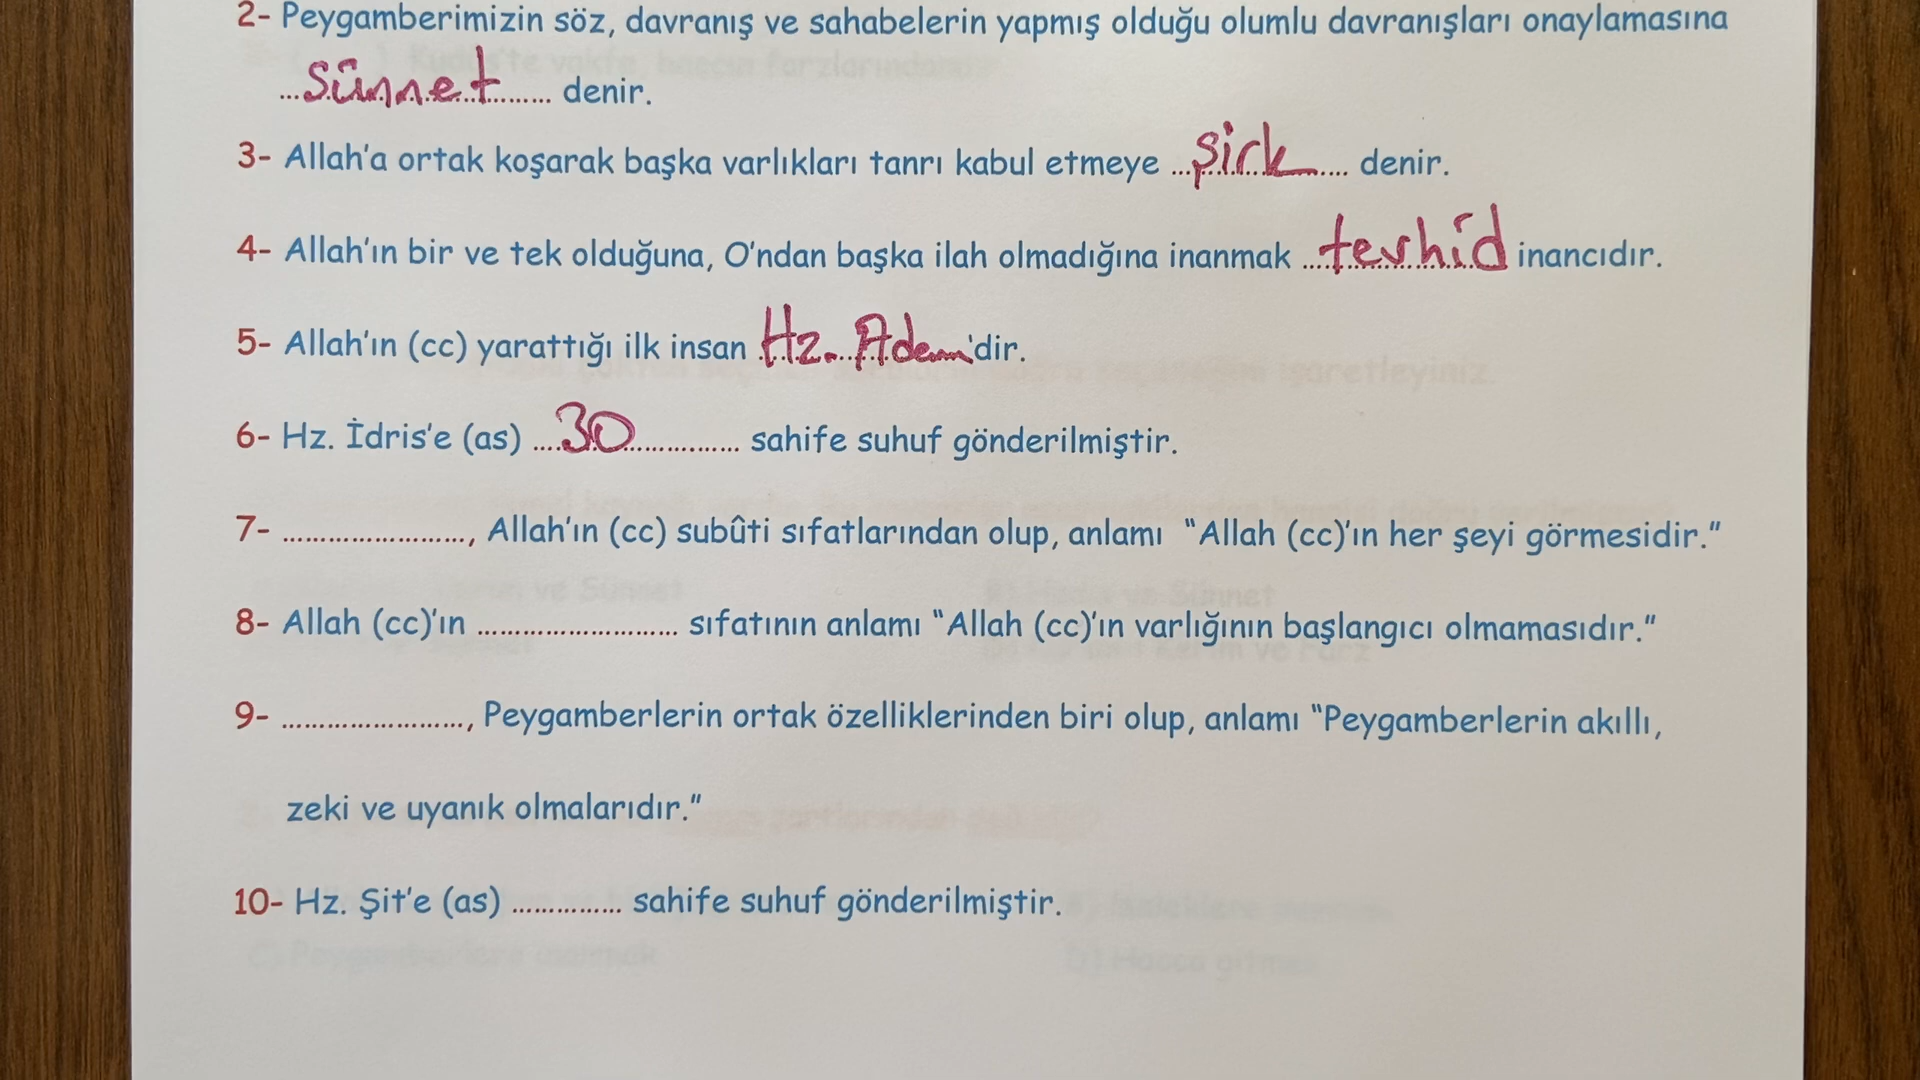 2- Peygamberimizin söz, davranış ve sahabelerin yapmış olduğu olumlu davranışları onaylamasına
...sünnet......... denir.
3- Allah'a ortak koşarak başka varlıkları tanrı kabul etmeye ...şirk...... denir.
4- Allah'ın bir ve tek olduğuna, O'ndan başka ilah olmadığına inanmak ...tevhid inancıdır.
5- Allah'ın (cc) yarattığı ilk insan Hz. Adem'dir.
6- Hz. İdris'e (as) ....30............... sahife suhuf gönderilmiştir.
7- ........................, Allah'ın (cc) subûti sıfatlarından olup, anlamı "Allah (cc)'ın her şeyi görmesidir."
8- Allah (cc)'ın .......................... sıfatının anlamı "Allah (cc)'ın varlığının başlangıcı olmamasıdır."
9- ........................, Peygamberlerin ortak özelliklerinden biri olup, anlamı "Peygamberlerin akıllı,
zeki ve uyanık olmalarıdır."
10- Hz. Şit'e (as) .............. sahife suhuf gönderilmiştir.